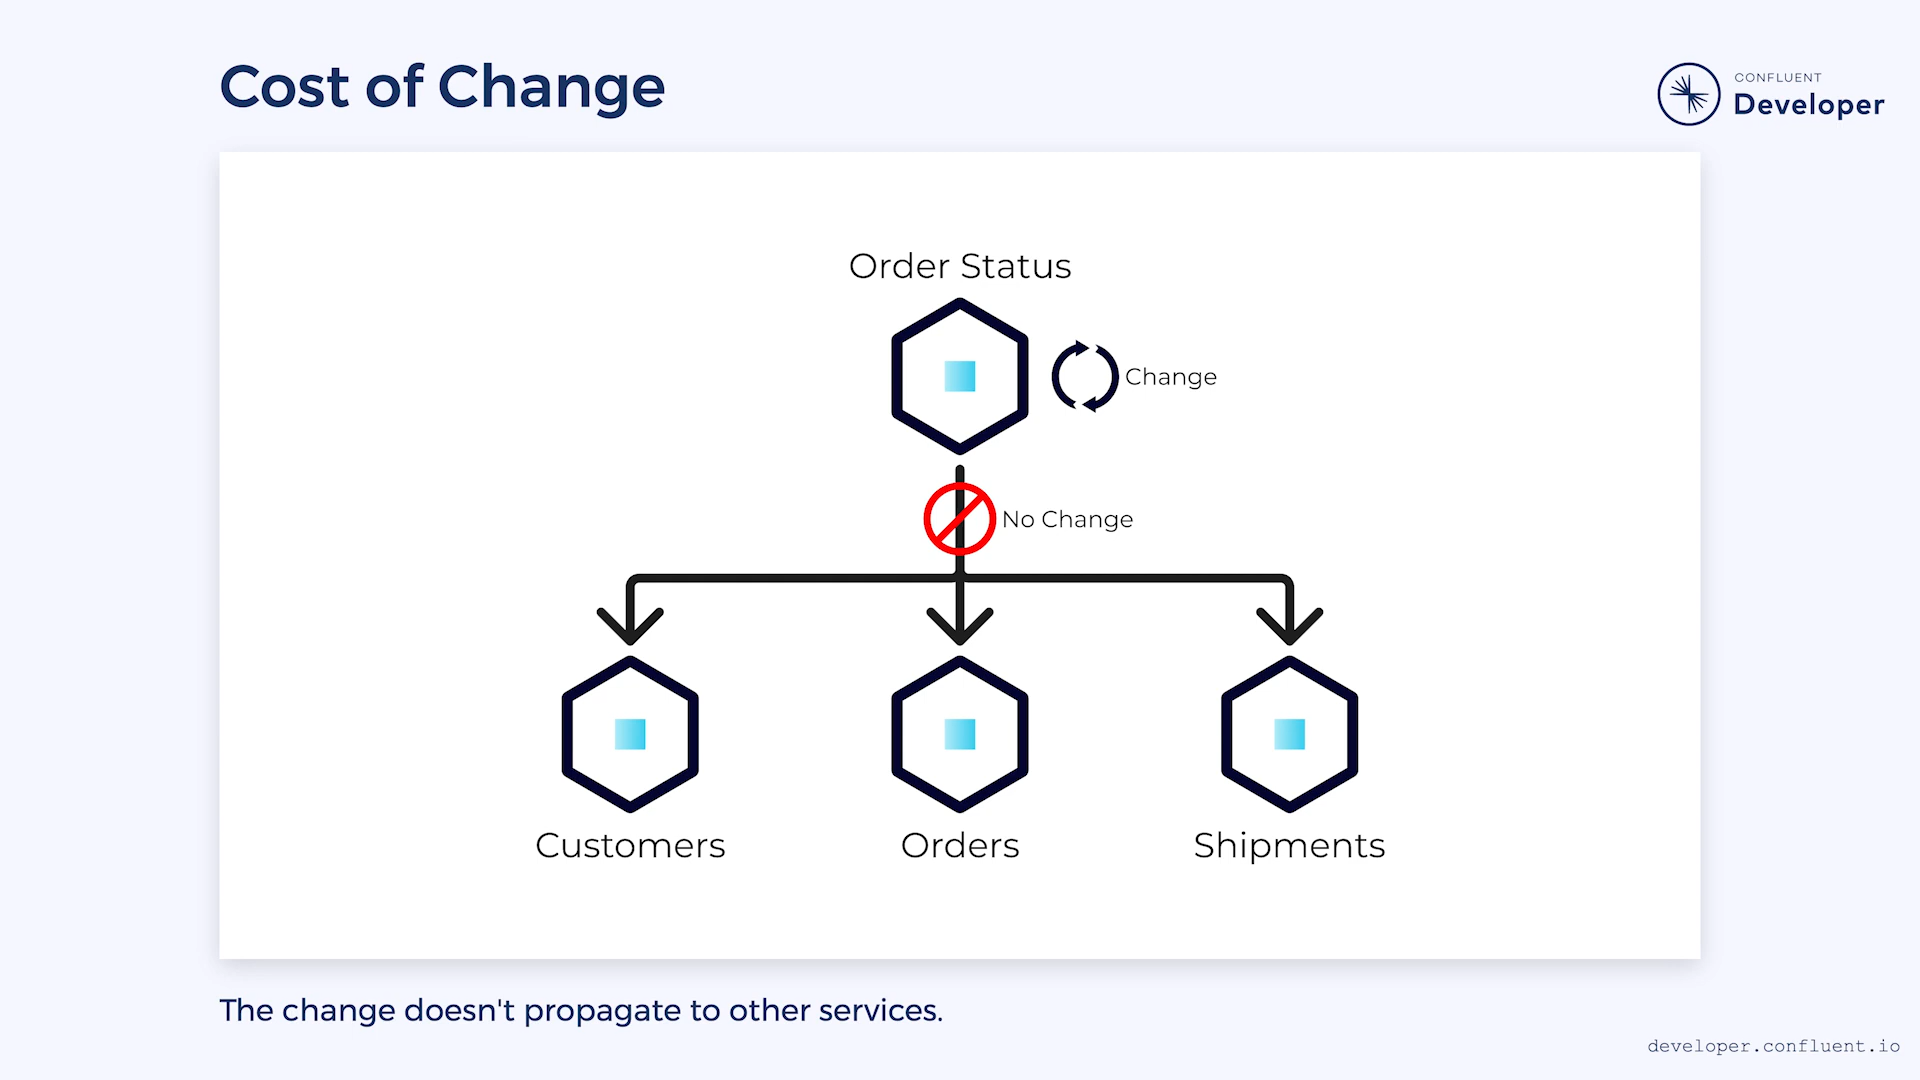 Cost of Change
CONFLUENT
Developer
Order Status
Change
No Change
Customers
Orders
Shipments
The change doesn't propagate to other services.
developer.confluent.io